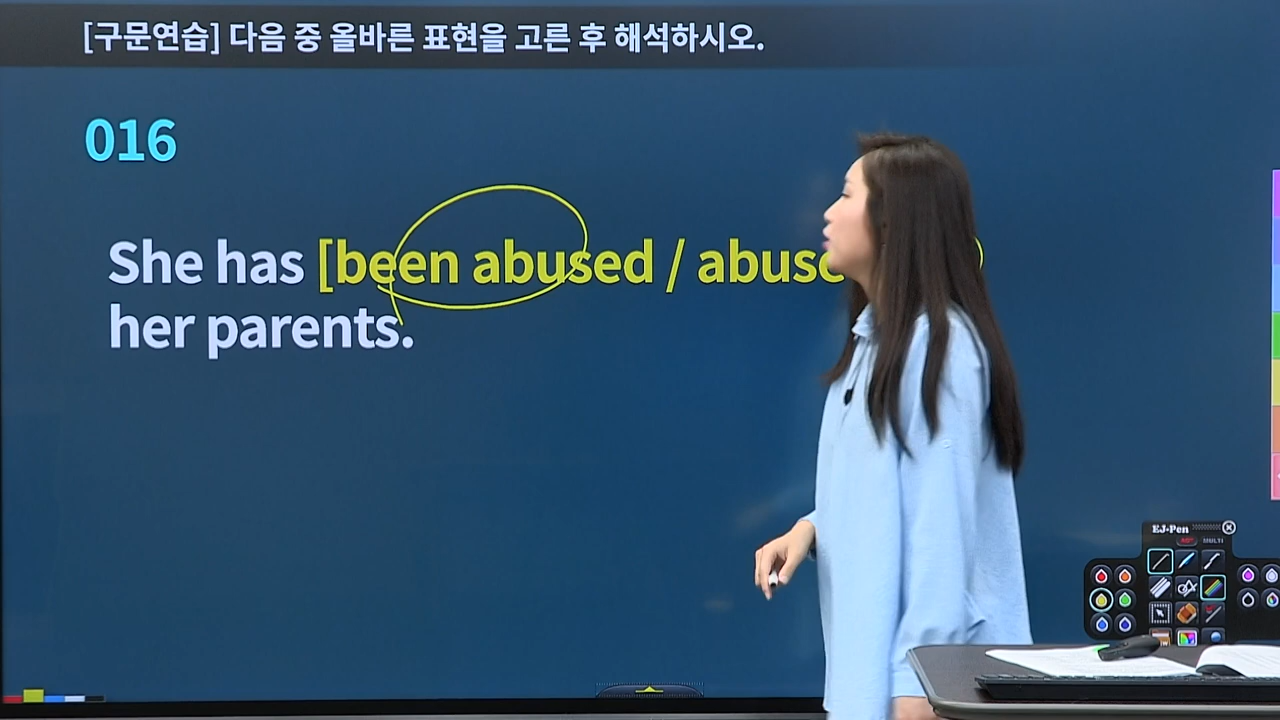 [구문연습] 다음 중 올바른 표현을 고른 후 해석하시오.
016
She has [been abused / abuse
her parents.
EJ-Pen
MULTI